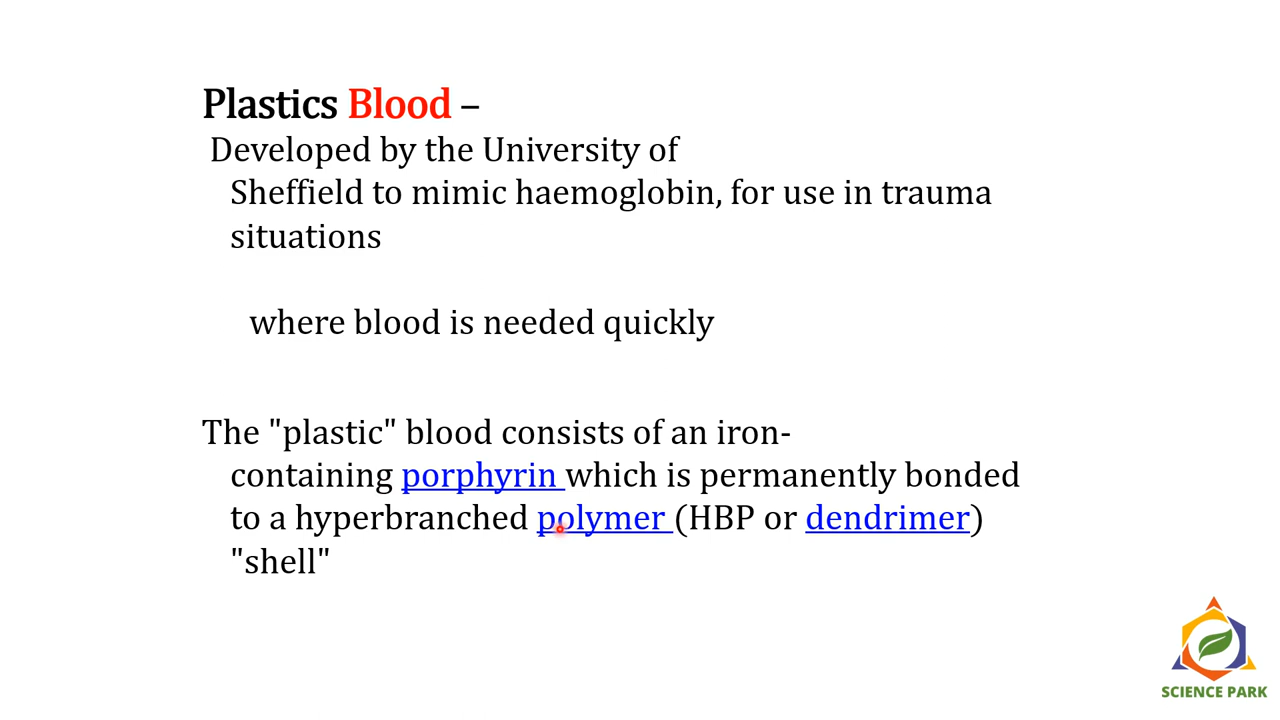 Plastics Blood –
Developed by the University of
Sheffield to mimic haemoglobin, for use in trauma
situations
where blood is needed quickly
The "plastic" blood consists of an iron-
containing porphyrin which is permanently bonded
to a hyperbranched polymer (HBP or dendrimer)
"shell"
SCIENCE PARK